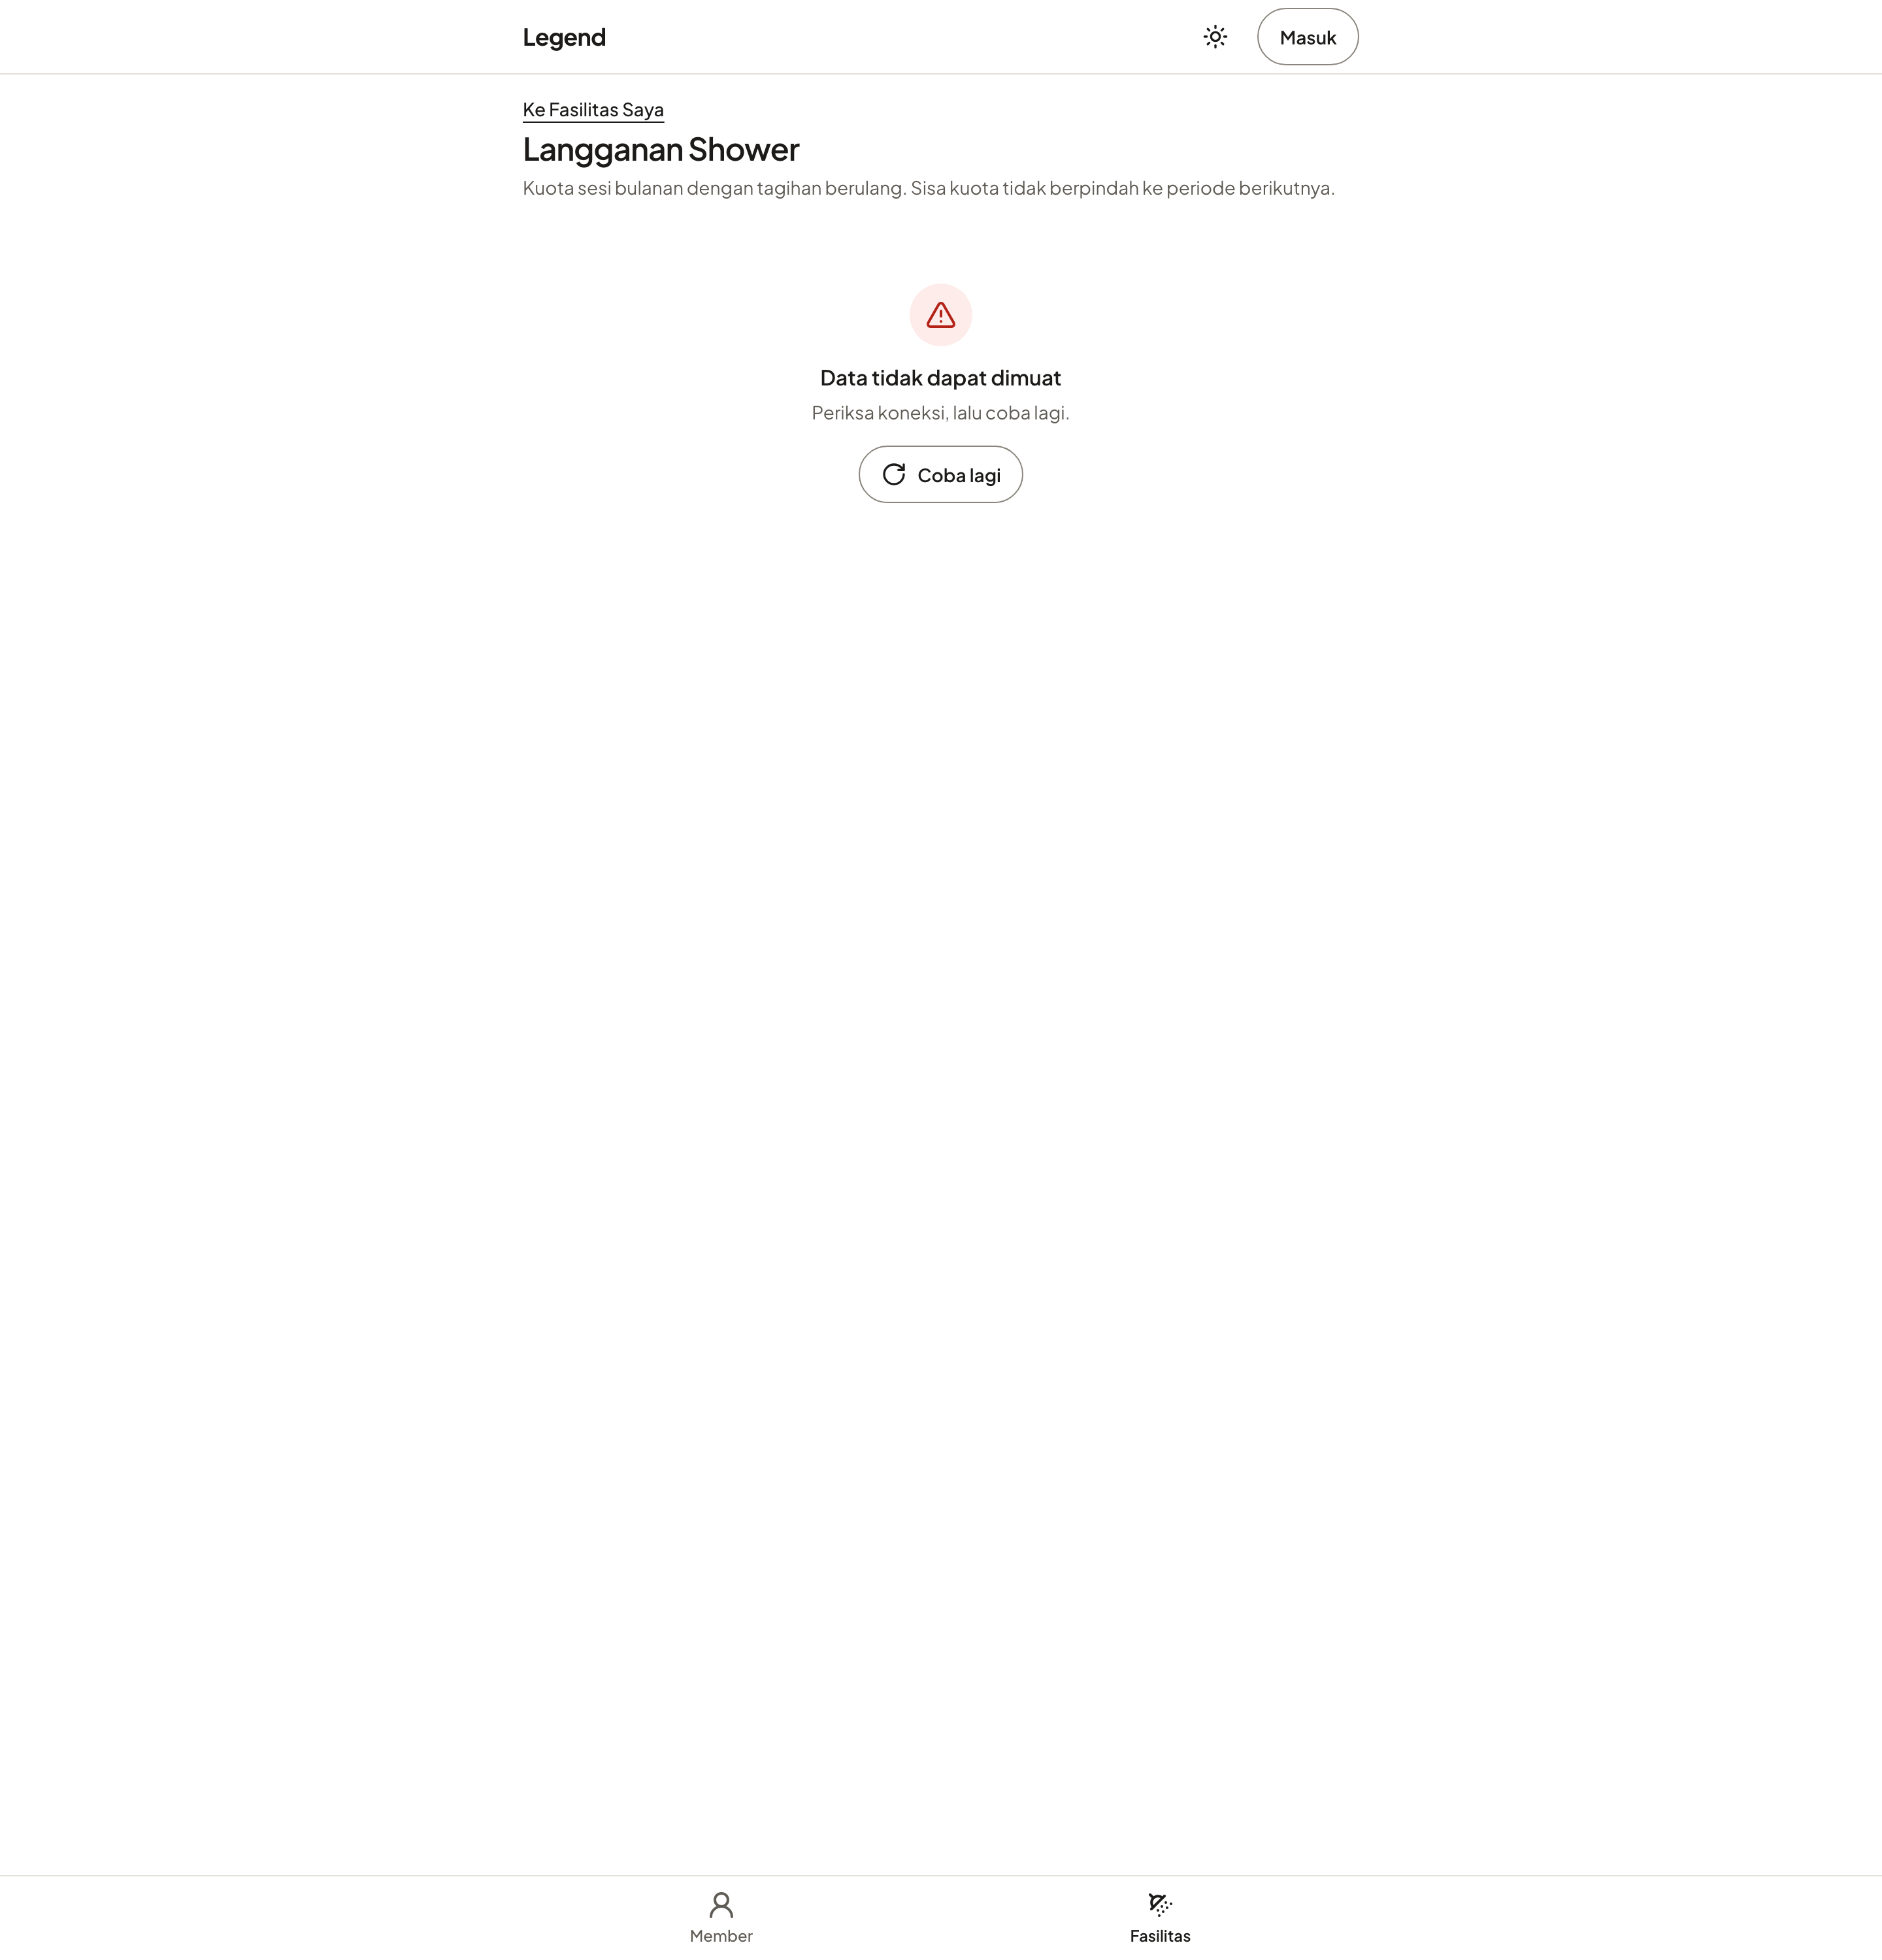 Legend
Masuk
Ke Fasilitas Saya
Langganan Shower
Kuota sesi bulanan dengan tagihan berulang. Sisa kuota tidak berpindah ke periode berikutnya.
Data tidak dapat dimuat
Periksa koneksi, lalu coba lagi.
Coba lagi
Member
Fasilitas